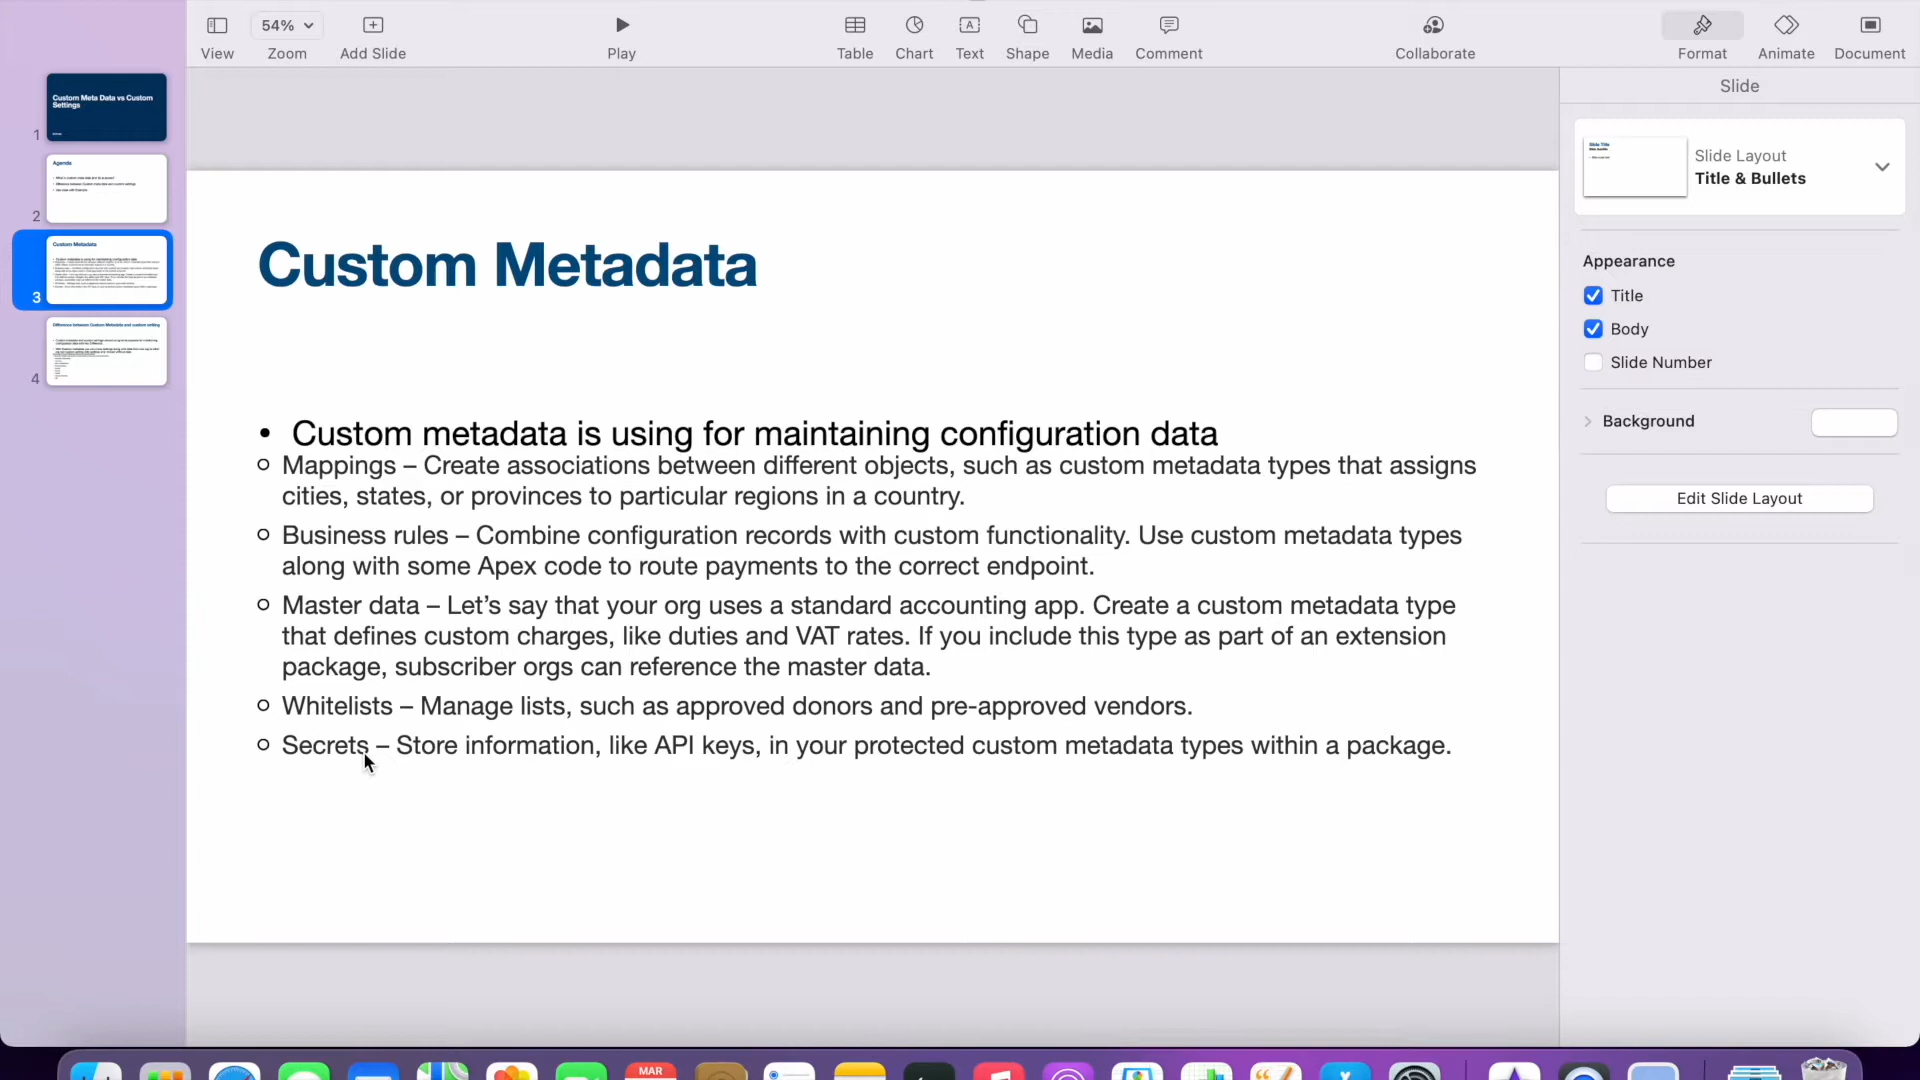 54%
View
Zoom
Add Slide
Play
Table
Chart
Text
Shape
Media
Comment
Collaborate
Format
Animate
Document
Custom Meta Data vs Custom
Settings
1
Agenda
2
Custom Metadata
3
Difference between Custom Metadata and custom setting
4
Custom Metadata
• Custom metadata is using for maintaining configuration data
Mappings – Create associations between different objects, such as custom metadata types that assigns
cities, states, or provinces to particular regions in a country.
Business rules – Combine configuration records with custom functionality. Use custom metadata types
along with some Apex code to route payments to the correct endpoint.
Master data – Let’s say that your org uses a standard accounting app. Create a custom metadata type
that defines custom charges, like duties and VAT rates. If you include this type as part of an extension
package, subscriber orgs can reference the master data.
Whitelists – Manage lists, such as approved donors and pre-approved vendors.
Secrets – Store information, like API keys, in your protected custom metadata types within a package.
Slide
Slide Title
Slide Layout
Title & Bullets
Appearance
Title
Body
Slide Number
Background
Edit Slide Layout
MAR